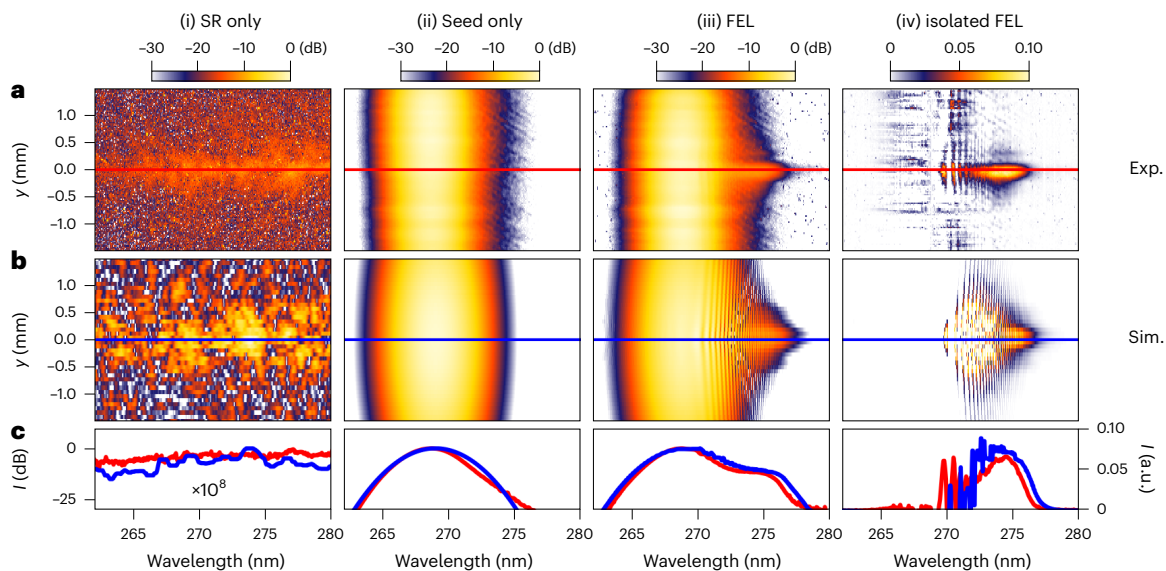 (i) SR only (ii) Seed only (iii) FEL (iv) isolated FEL
−30 −20 −10 0 (dB) −30 −20 −10 0 (dB) −30 −20 −10 0 (dB) 0 0.05 0.10
a
y (mm) 1.0 0.5 0.0 −0.5 −1.0 Exp.
b
y (mm) 1.0 0.5 0.0 −0.5 −1.0 Sim.
c
I (dB) 0 −25 ×10⁸ 0.10 0.05 0 I (a.u.)
265 270 275 280 265 270 275 280 265 270 275 280 265 270 275 280
Wavelength (nm) Wavelength (nm) Wavelength (nm) Wavelength (nm)